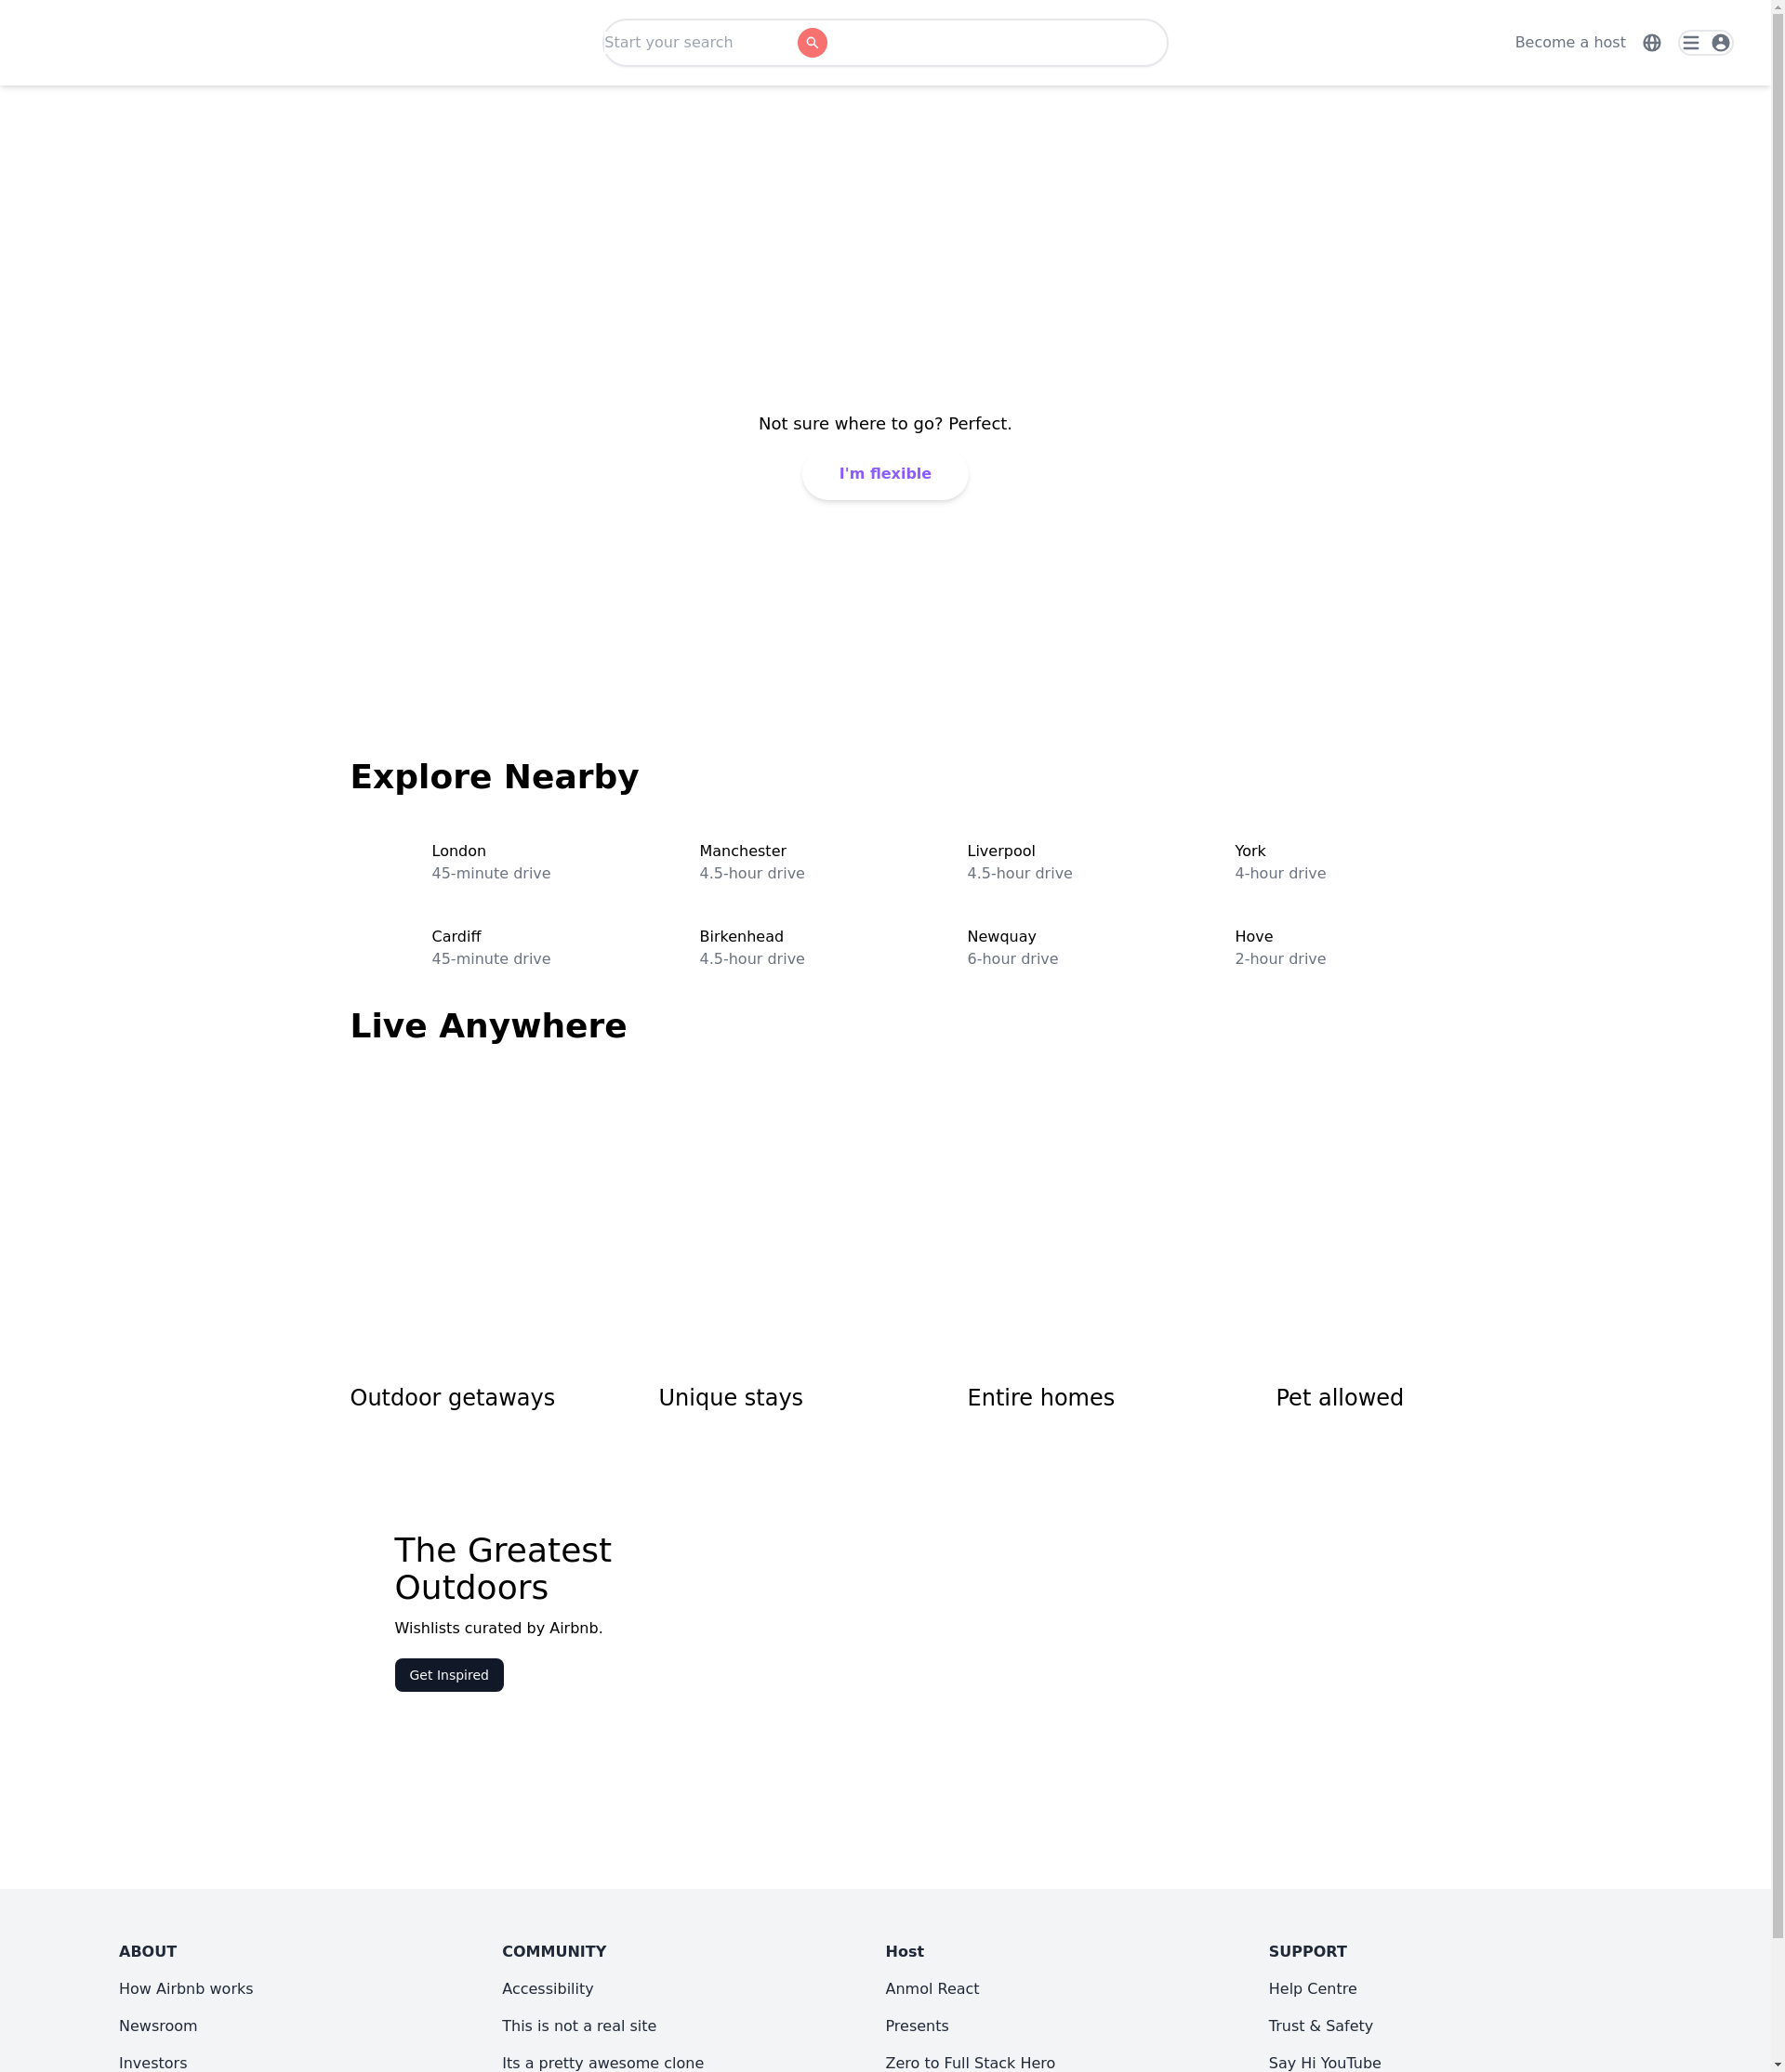 Start your search
Become a host
Not sure where to go? Perfect.
I'm flexible
Explore Nearby
London
45-minute drive
Manchester
4.5-hour drive
Liverpool
4.5-hour drive
York
4-hour drive
Cardiff
45-minute drive
Birkenhead
4.5-hour drive
Newquay
6-hour drive
Hove
2-hour drive
Live Anywhere
Outdoor getaways
Unique stays
Entire homes
Pet allowed
The Greatest
Outdoors
Wishlists curated by Airbnb.
Get Inspired
ABOUT
How Airbnb works
Newsroom
Investors
COMMUNITY
Accessibility
This is not a real site
Its a pretty awesome clone
Host
Anmol React
Presents
Zero to Full Stack Hero
SUPPORT
Help Centre
Trust & Safety
Say Hi YouTube